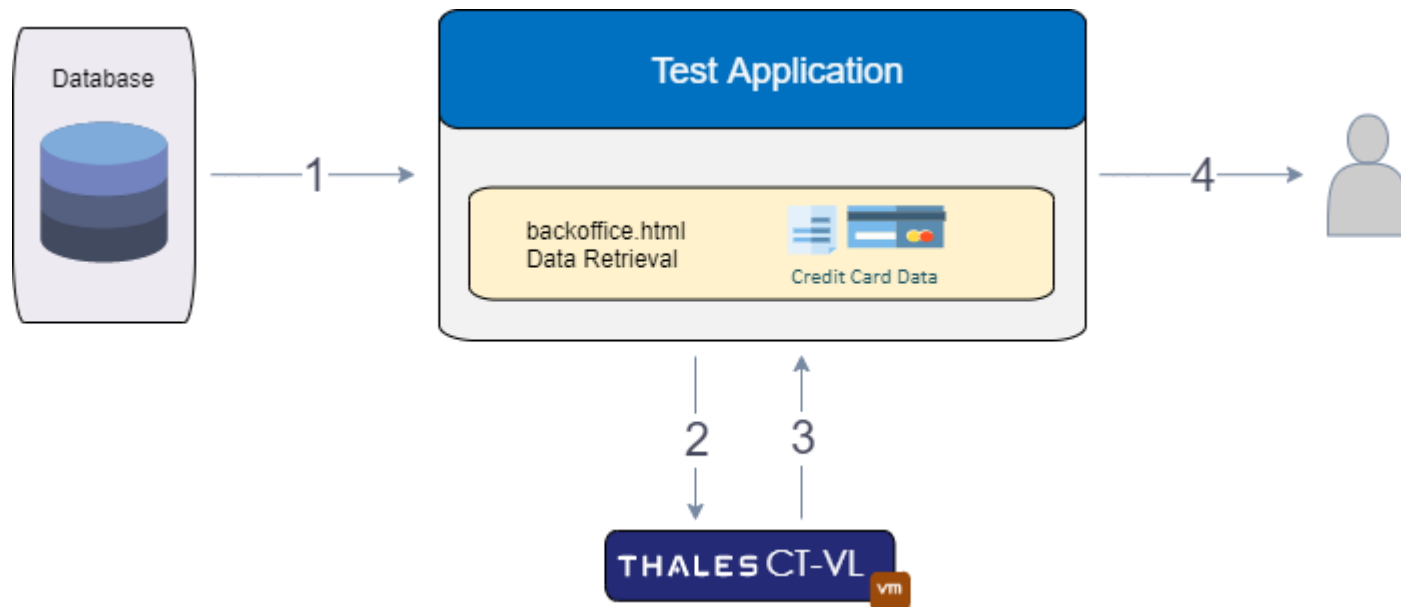 Database
Test Application
1
4
backoffice.html
Data Retrieval
Credit Card Data
2
3
THALES CT-VL
vm